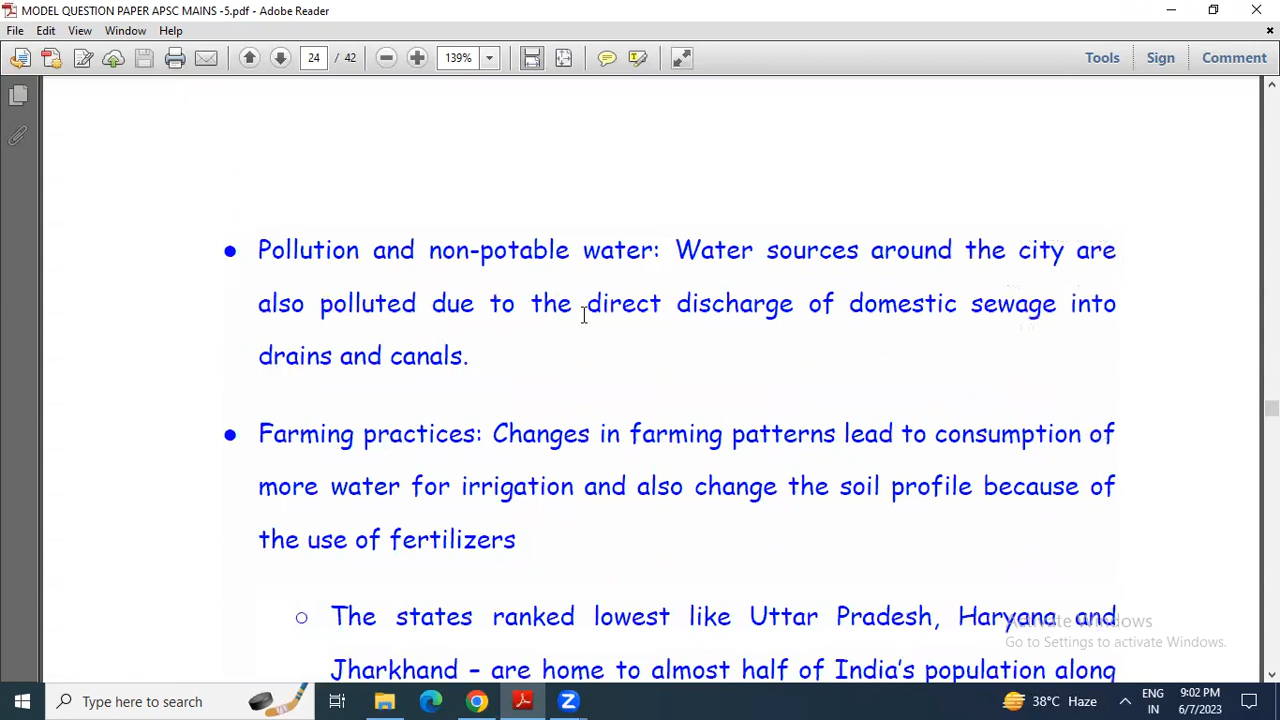 MODEL QUESTION PAPER APSC MAINS -5.pdf - Adobe Reader
File Edit View Window Help
24 / 42 139% Tools Sign Comment
● Pollution and non-potable water: Water sources around the city are
also polluted due to the direct discharge of domestic sewage into
drains and canals.
● Farming practices: Changes in farming patterns lead to consumption of
more water for irrigation and also change the soil profile because of
the use of fertilizers
○ The states ranked lowest like Uttar Pradesh, Haryana and
Jharkhand – are home to almost half of India's population along
Activate Windows
Go to Settings to activate Windows.
Type here to search
38°C Haze
ENG
IN
9:02 PM
6/7/2023